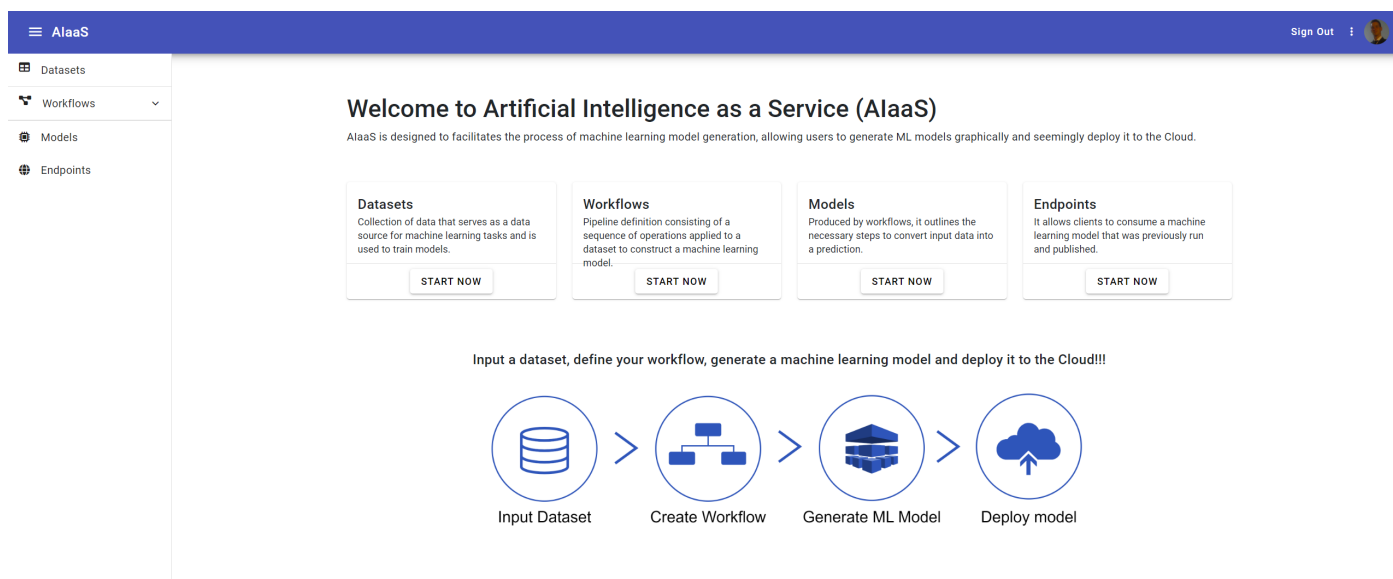 AIaaS
Sign Out
Datasets
Workflows
Models
Endpoints
Welcome to Artificial Intelligence as a Service (AIaaS)
AIaaS is designed to facilitates the process of machine learning model generation, allowing users to generate ML models graphically and seemingly deploy it to the Cloud.
Datasets
Collection of data that serves as a data
source for machine learning tasks and is
used to train models.
START NOW
Workflows
Pipeline definition consisting of a
sequence of operations applied to a
dataset to construct a machine learning
model.
START NOW
Models
Produced by workflows, it outlines the
necessary steps to convert input data into
a prediction.
START NOW
Endpoints
It allows clients to consume a machine
learning model that was previously run
and published.
START NOW
Input a dataset, define your workflow, generate a machine learning model and deploy it to the Cloud!!!
Input Dataset
Create Workflow
Generate ML Model
Deploy model